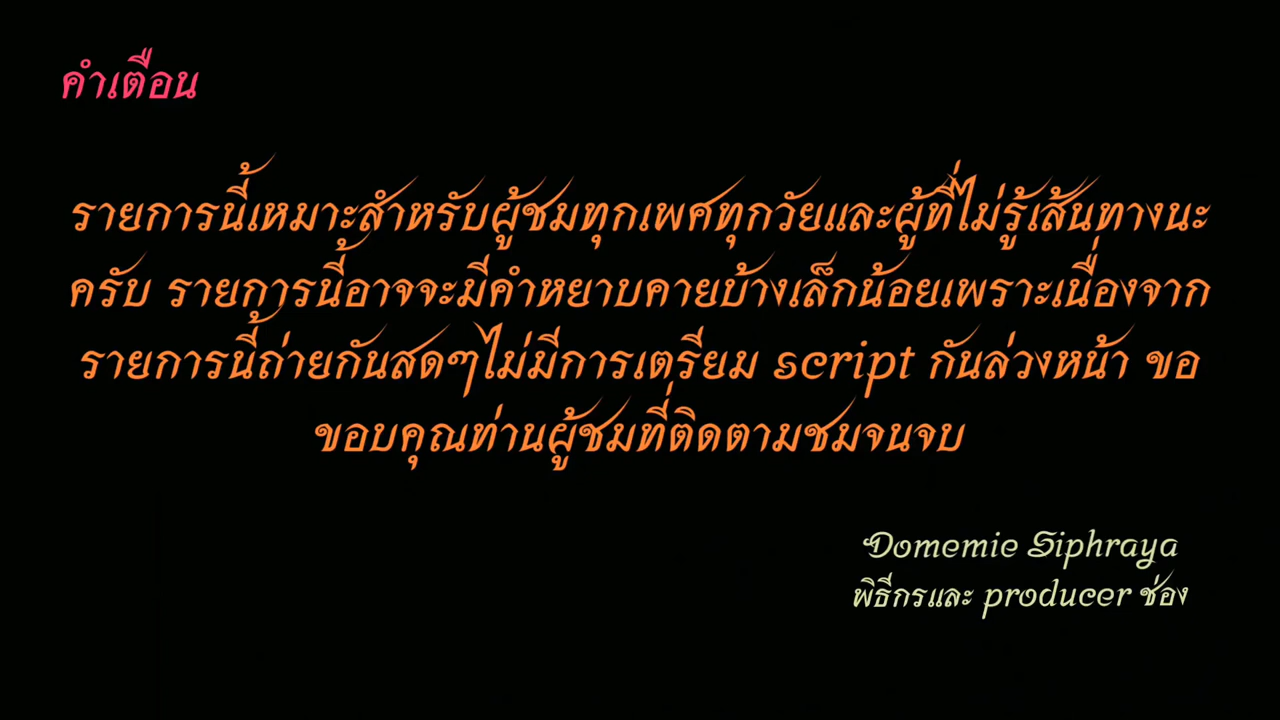 คำเตือน
รายการนี้เหมาะสำหรับผู้ชมทุกเพศทุกวัยและผู้ที่ไม่รู้เส้นทางนะ
ครับ รายการนี้อาจจะมีคำหยาบคายบ้างเล็กน้อยเพราะเนื่องจาก
รายการนี้ถ่ายกันสดๆไม่มีการเตรียม script กันล่วงหน้า ขอ
ขอบคุณท่านผู้ชมที่ติดตามชมจนจบ
Domemie Siphraya
พิธีกรและ producer ช่อง